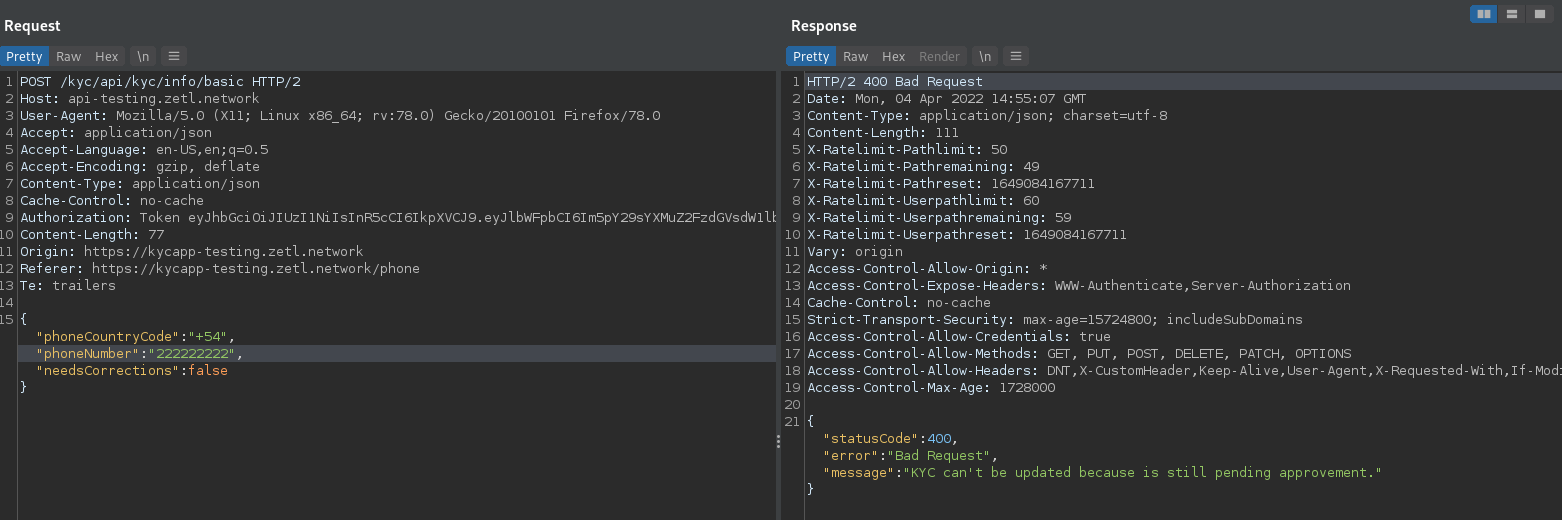 Request
Pretty Raw Hex \n
1 POST /kyc/api/kyc/info/basic HTTP/2
2 Host: api-testing.zetl.network
3 User-Agent: Mozilla/5.0 (X11; Linux x86_64; rv:78.0) Gecko/20100101 Firefox/78.0
4 Accept: application/json
5 Accept-Language: en-US,en;q=0.5
6 Accept-Encoding: gzip, deflate
7 Content-Type: application/json
8 Cache-Control: no-cache
9 Authorization: Token eyJhbGciOiJIUzI1NiIsInR5cCI6IkpXVCJ9.eyJlbWFpbCI6Im5pY29sYXMuZ2FzdGVsdW1lb
10 Content-Length: 77
11 Origin: https://kycapp-testing.zetl.network
12 Referer: https://kycapp-testing.zetl.network/phone
13 Te: trailers
14
15 {
"phoneCountryCode":"+54",
"phoneNumber":"222222222",
"needsCorrections":false
}
Response
Pretty Raw Hex Render \n
1 HTTP/2 400 Bad Request
2 Date: Mon, 04 Apr 2022 14:55:07 GMT
3 Content-Type: application/json; charset=utf-8
4 Content-Length: 111
5 X-Ratelimit-Pathlimit: 50
6 X-Ratelimit-Pathremaining: 49
7 X-Ratelimit-Pathreset: 1649084167711
8 X-Ratelimit-Userpathlimit: 60
9 X-Ratelimit-Userpathremaining: 59
10 X-Ratelimit-Userpathreset: 1649084167711
11 Vary: origin
12 Access-Control-Allow-Origin: *
13 Access-Control-Expose-Headers: WWW-Authenticate,Server-Authorization
14 Cache-Control: no-cache
15 Strict-Transport-Security: max-age=15724800; includeSubDomains
16 Access-Control-Allow-Credentials: true
17 Access-Control-Allow-Methods: GET, PUT, POST, DELETE, PATCH, OPTIONS
18 Access-Control-Allow-Headers: DNT,X-CustomHeader,Keep-Alive,User-Agent,X-Requested-With,If-Modi
19 Access-Control-Max-Age: 1728000
20
21 {
"statusCode":400,
"error":"Bad Request",
"message":"KYC can't be updated because is still pending approvement."
}